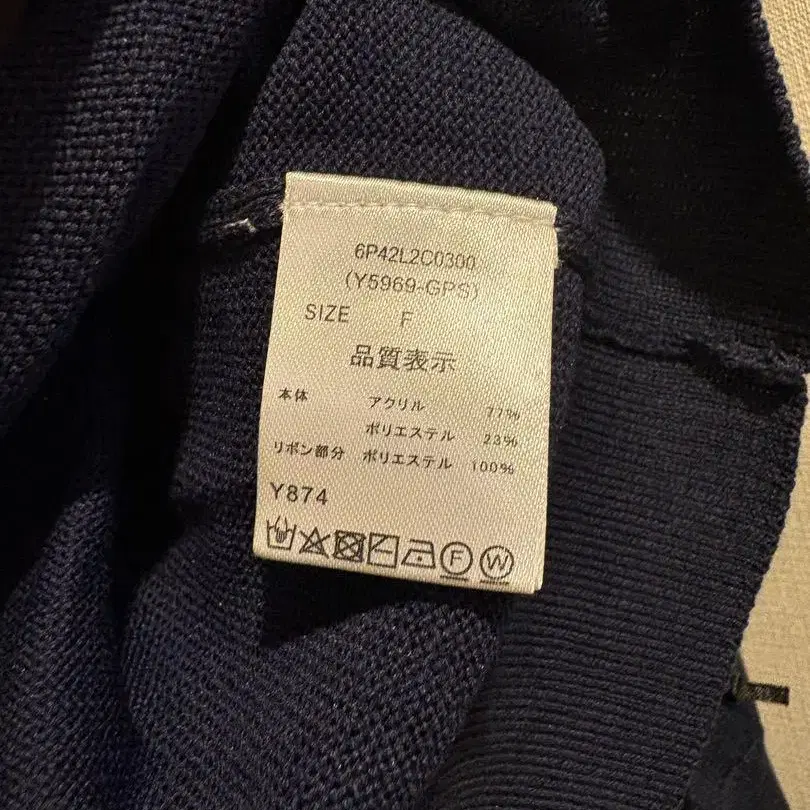 6P42L2C0300
(Y5969-GPS)
SIZE F
品質表示
本体 アクリル 77%
ポリエステル 23%
リボン部分 ポリエステル 100%
Y874
F W